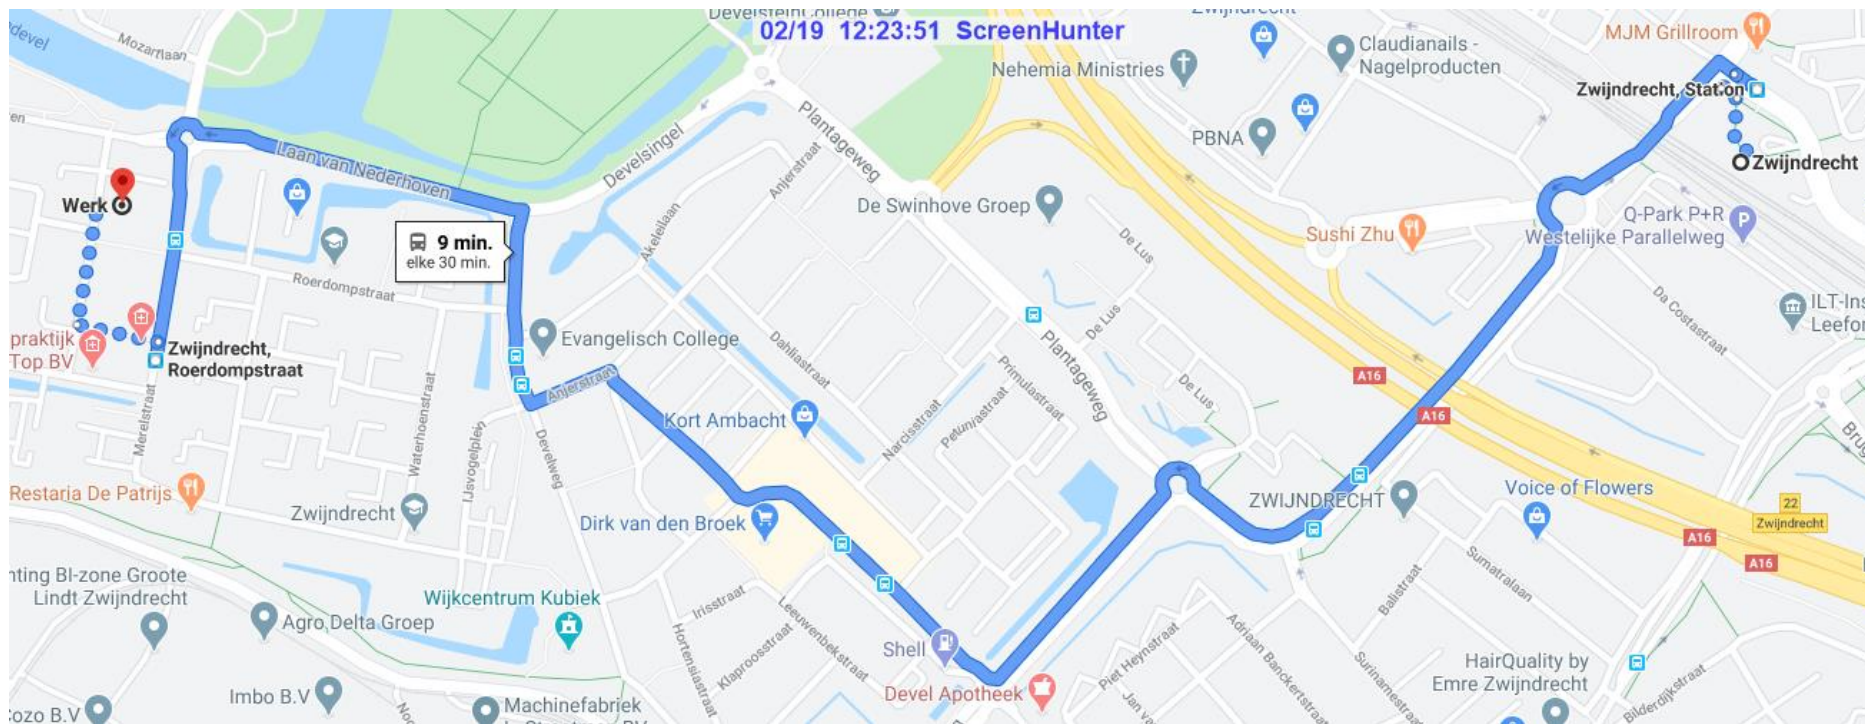 DevelsteinCollege
Zwijndrecht
02/19 12:23:51 ScreenHunter
MJM Grillroom
Claudianails -
Nagelproducten
Mozartlaan
Nehemia Ministries
Zwijndrecht, Station
Plantageweg
PBNA
Develsingel
Laan van Nederhoven
Anjerstraat
Zwijndrecht
Werk
De Swinhove Groep
Akeleilaan
De Lus
Sushi Zhu
Q-Park P+R
Westelijke Parallelweg
9 min.
elke 30 min.
Roerdompstraat
Da Costastraat
De Lus
Plantageweg
Evangelisch College
Dahliastraat
praktijk
Top BV
Zwijndrecht,
Roerdompstraat
Primulastraat
De Lus
A16
Anjerstraat
Merelstraat
Waterhoenstraat
Kort Ambacht
Narcisstraat
Petuniastraat
A16
IJsvogelplein
Develweg
Restaria De Patrijs
Zwijndrecht
Dirk van den Broek
ZWIJNDRECHT
Voice of Flowers
22
Zwijndrecht
A16
A16
Sumatralaan
Balistraat
Lindt Zwijndrecht
Wijkcentrum Kubiek
Irisstraat
Leeuwenbekstraat
Agro Delta Groep
Hortensiastraat
Klaproosstraat
Shell
Piet Heynstraat
Adriaan Banckertstraat
Surinamestraat
HairQuality by
Emre Zwijndrecht
Bilderdijkstraat
Devel Apotheek
Imbo B.V
Machinefabriek